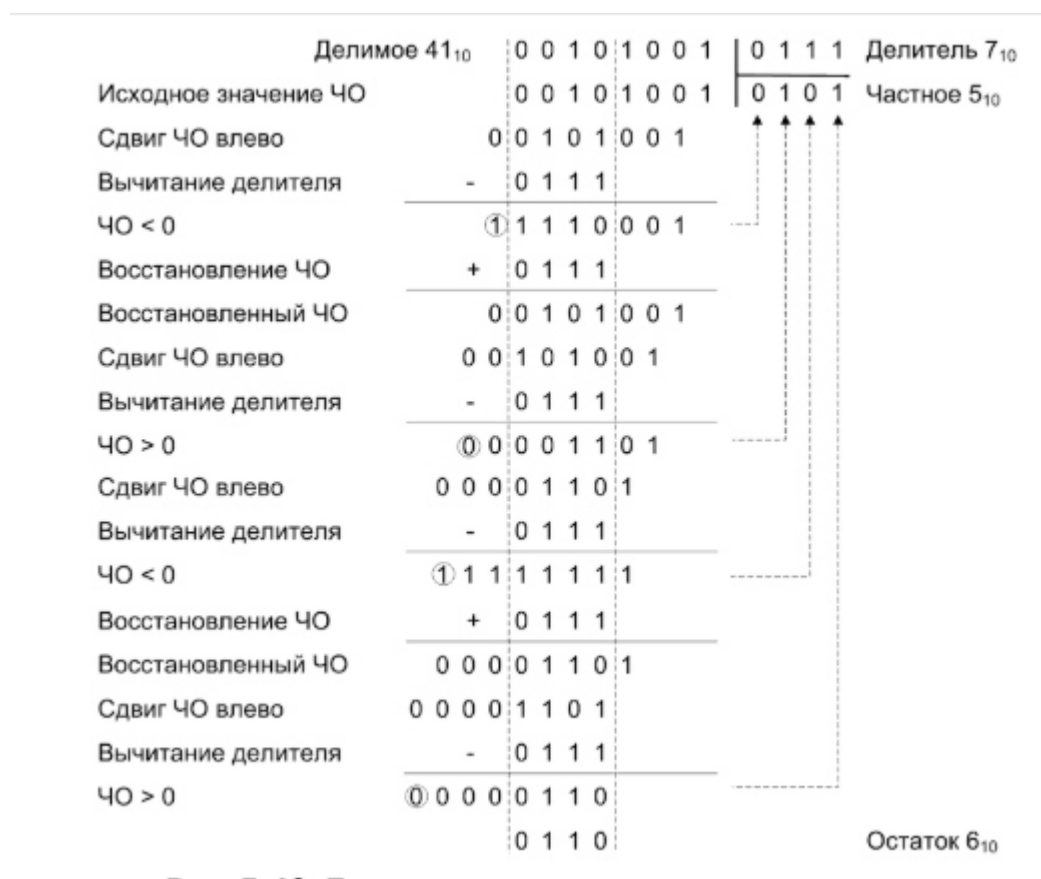 Делимое 41₁₀ 0 0 1 0 1 0 0 1 0 1 1 1 Делитель 7₁₀
Исходное значение ЧО 0 0 1 0 1 0 0 1 0 1 0 1 Частное 5₁₀
Сдвиг ЧО влево 0 0 1 0 1 0 0 1
Вычитание делителя - 0 1 1 1
ЧО < 0 1 1 1 1 0 0 0 1
Восстановление ЧО + 0 1 1 1
Восстановленный ЧО 0 0 1 0 1 0 0 1
Сдвиг ЧО влево 0 0 1 0 1 0 0 1
Вычитание делителя - 0 1 1 1
ЧО > 0 0 0 0 0 1 1 0 1
Сдвиг ЧО влево 0 0 0 0 1 1 0 1
Вычитание делителя - 0 1 1 1
ЧО < 0 1 1 1 1 1 1 1 1
Восстановление ЧО + 0 1 1 1
Восстановленный ЧО 0 0 0 0 1 1 0 1
Сдвиг ЧО влево 0 0 0 0 1 1 0 1
Вычитание делителя - 0 1 1 1
ЧО > 0 0 0 0 0 0 1 1 0
0 1 1 0 Остаток 6₁₀